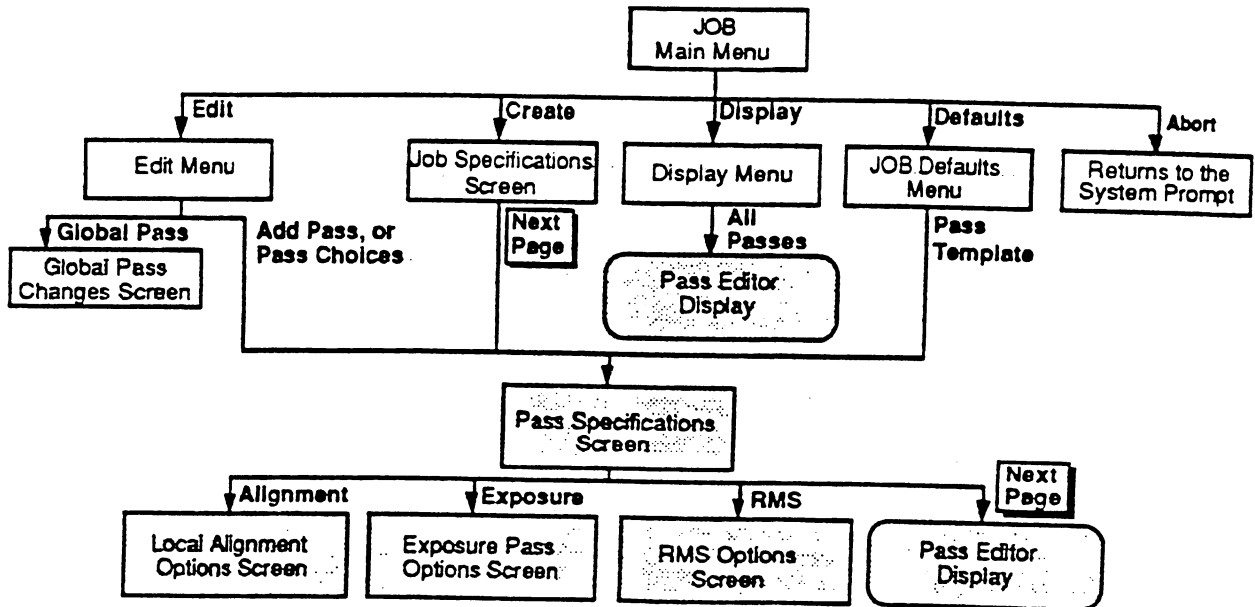 JOB
Main Menu
Edit
Create
Display
Defaults
Abort
Edit Menu
Job Specifications
Screen
Display Menu
JOB Defaults
Menu
Returns to the
System Prompt
Global Pass
Add Pass, or
Pass Choices
Next
Page
All
Passes
Pass
Template
Global Pass
Changes Screen
Pass Editor
Display
Pass Specifications
Screen
Next
Page
Alignment
Exposure
RMS
Local Alignment
Options Screen
Exposure Pass
Options Screen
RMS Options
Screen
Pass Editor
Display